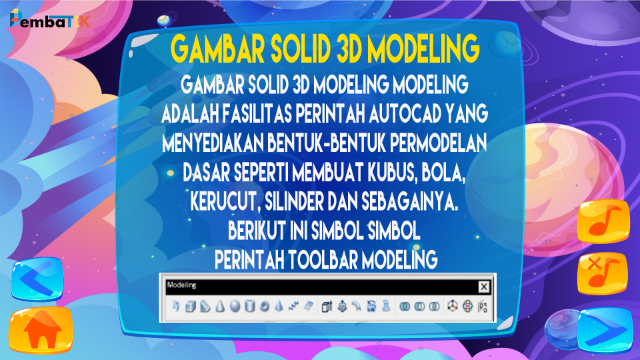 PembaTIK
GAMBAR SOLID 3D MODELING
GAMBAR SOLID 3D MODELING MODELING
ADALAH FASILITAS PERINTAH AUTOCAD YANG
MENYEDIAKAN BENTUK-BENTUK PERMODELAN
DASAR SEPERTI MEMBUAT KUBUS, BOLA,
KERUCUT, SILINDER DAN SEBAGAINYA.
BERIKUT INI SIMBOL SIMBOL
PERINTAH TOOLBAR MODELING
Modeling